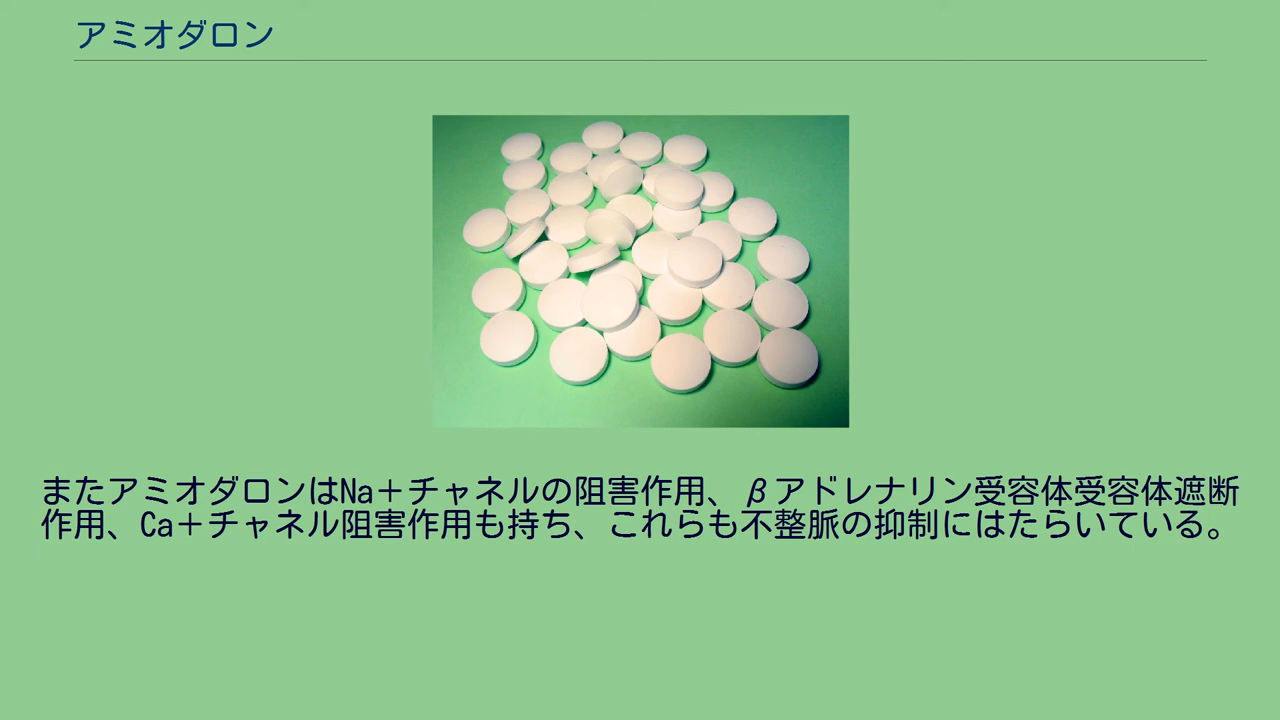 アミオダロン
またアミオダロンはNa＋チャネルの阻害作用、βアドレナリン受容体受容体遮断
作用、Ca＋チャネル阻害作用も持ち、これらも不整脈の抑制にはたらいている。